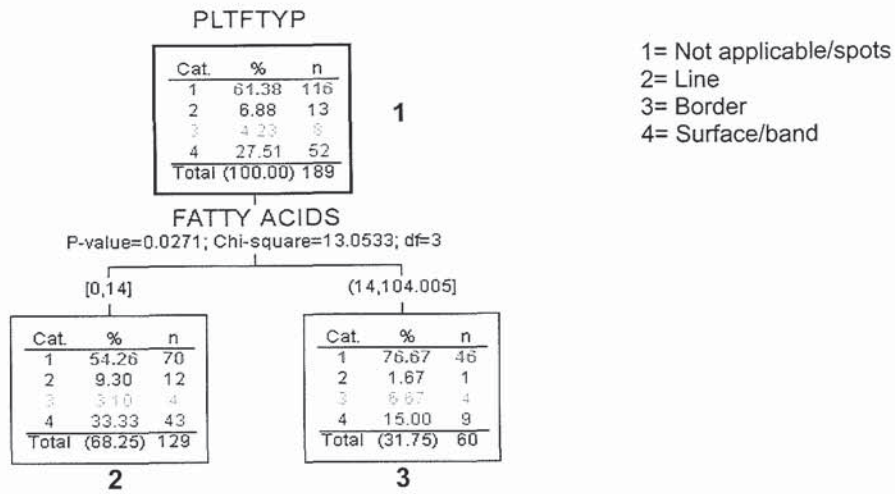 PLTFTYP
Cat. % n
1 61.38 116
2 6.88 13
3 4.23 8
4 27.51 52
Total (100.00) 189
1
1= Not applicable/spots
2= Line
3= Border
4= Surface/band
FATTY ACIDS
P-value=0.0271; Chi-square=13.0533; df=3
[0,14]
(14,104.005]
Cat. % n
1 54.26 70
2 9.30 12
3 3.10 4
4 33.33 43
Total (68.25) 129
2
Cat. % n
1 76.67 46
2 1.67 1
3 6.67 4
4 15.00 9
Total (31.75) 60
3